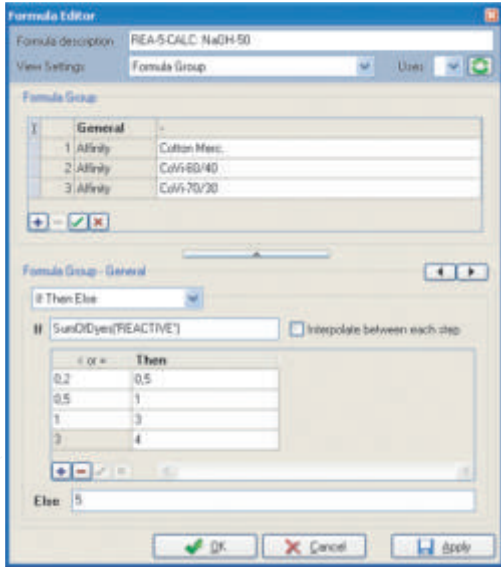 Formula Editor
Formula description REA-5-CALC: NaOH-50
View Settings: Formula Group Uses
Formula Group
General -
1 Affinity Cotton Merc.
2 Affinity CoVi-60/40
3 Affinity CoVi-70/30
Formula Group - General
If Then Else
If SumOfDyes('REACTIVE') Interpolate between each step
< or = Then
0,2 0,5
0,5 1
1 3
3 4
Else 5
OK Cancel Apply